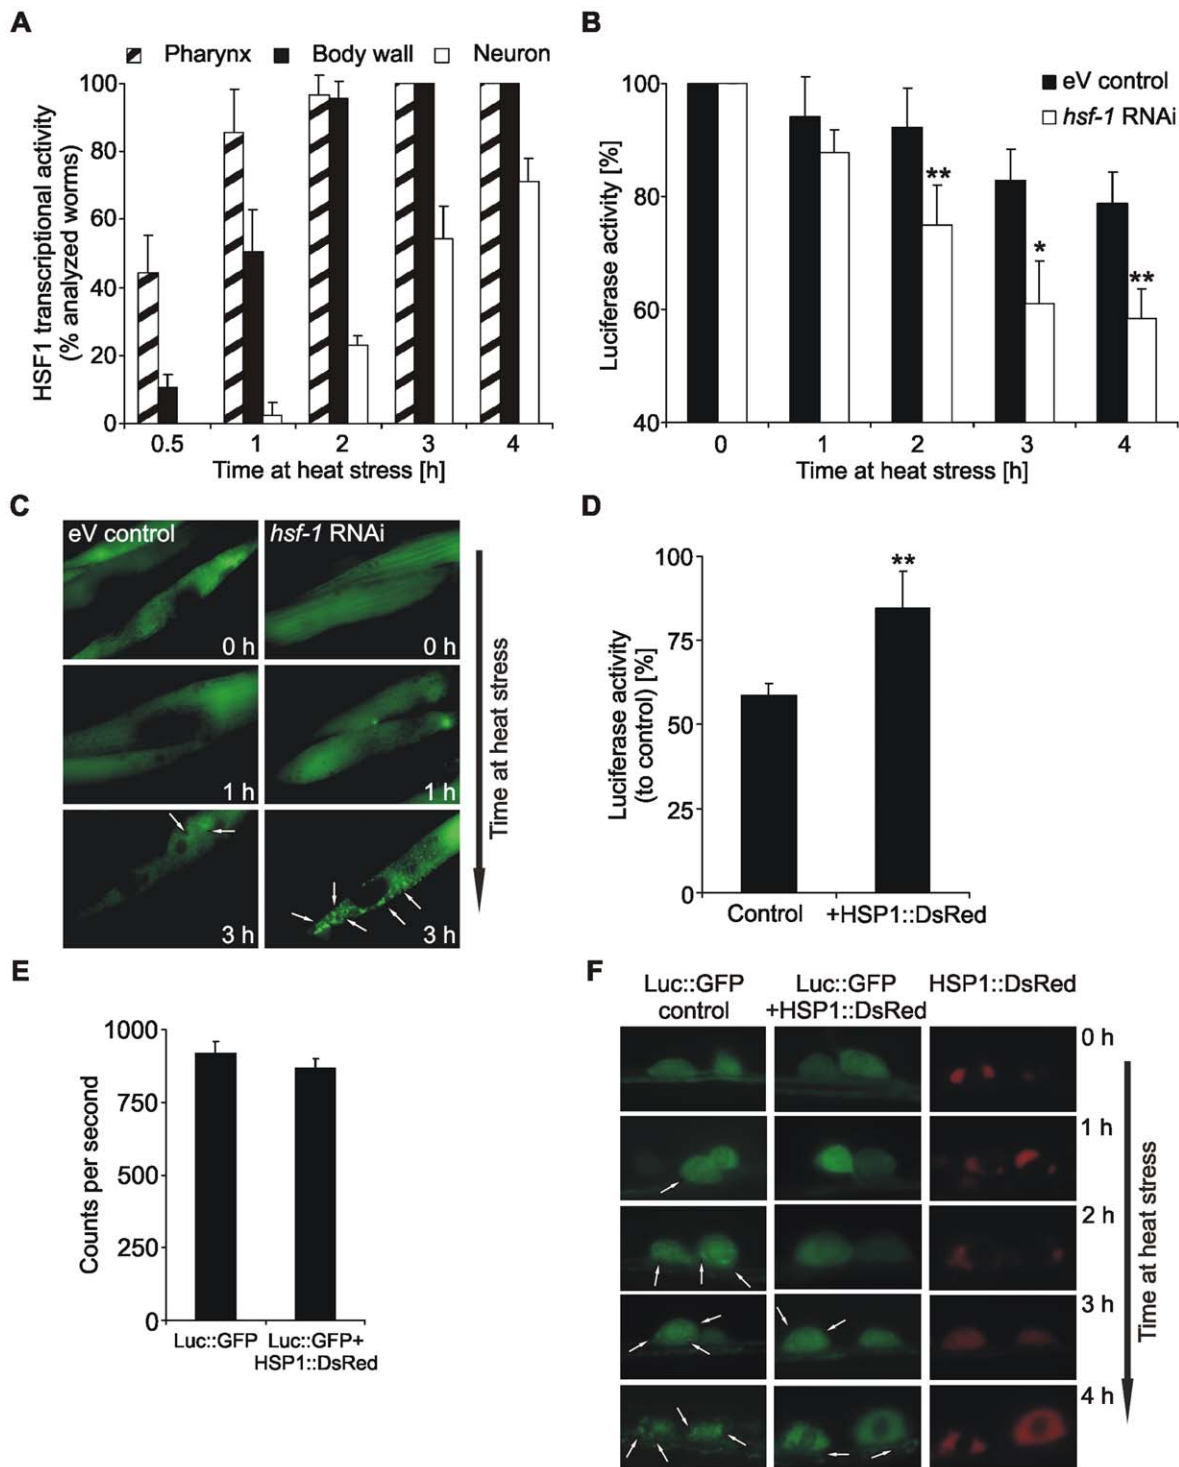 A
Pharynx Body wall Neuron
HSF1 transcriptional activity
(% analyzed worms)
100
80
60
40
20
0
0.5 1 2 3 4
Time at heat stress [h]
B
eV control
hsf-1 RNAi
Luciferase activity [%]
100
80
60
40
**
*
**
0 1 2 3 4
Time at heat stress [h]
C
eV control hsf-1 RNAi
0 h 0 h
1 h 1 h
3 h 3 h
Time at heat stress
D
Luciferase activity
(to control) [%]
100
75
50
25
0
**
Control +HSP1::DsRed
E
Counts per second
1000
750
500
250
0
Luc::GFP Luc::GFP+
HSP1::DsRed
F
Luc::GFP Luc::GFP HSP1::DsRed
control +HSP1::DsRed
0 h
1 h
2 h
3 h
4 h
Time at heat stress